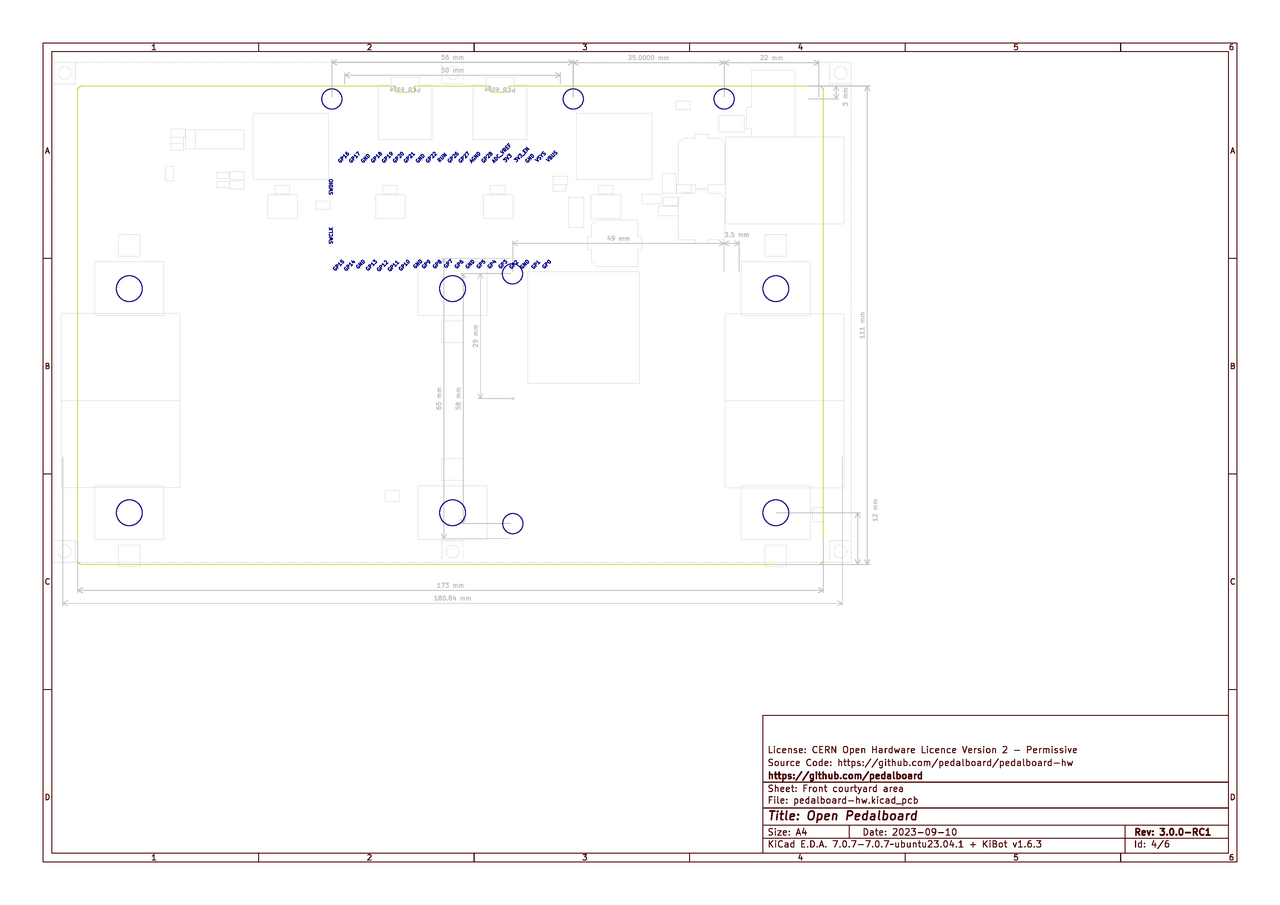 1 2 3 4 5 6
56 mm
35.0000 mm
22 mm
50 mm
PCB Edge
PCB Edge
3 mm
A A
GP16 GP17 GND GP18 GP19 GP20 GP21 GND GP22 RUN GP26 GP27 AGND GP28 ADC_VREF 3V3 3V3_EN GND VSYS VBUS
SWDIO
SWCLK
49 mm
3.5 mm
GP15 GP14 GND GP13 GP12 GP11 GP10 GND GP9 GP8 GP7 GP6 GND GP5 GP4 GP3 GP2 GND GP1 GP0
29 mm
111 mm
B B
65 mm
58 mm
12 mm
C C
173 mm
180.84 mm
License: CERN Open Hardware Licence Version 2 - Permissive
Source Code: https://github.com/pedalboard/pedalboard-hw
https://github.com/pedalboard
Sheet: Front courtyard area
File: pedalboard-hw.kicad_pcb
D D
Title: Open Pedalboard
Size: A4 Date: 2023-09-10 Rev: 3.0.0-RC1
KiCad E.D.A. 7.0.7-7.0.7~ubuntu23.04.1 + KiBot v1.6.3 Id: 4/6
1 2 3 4 5 6